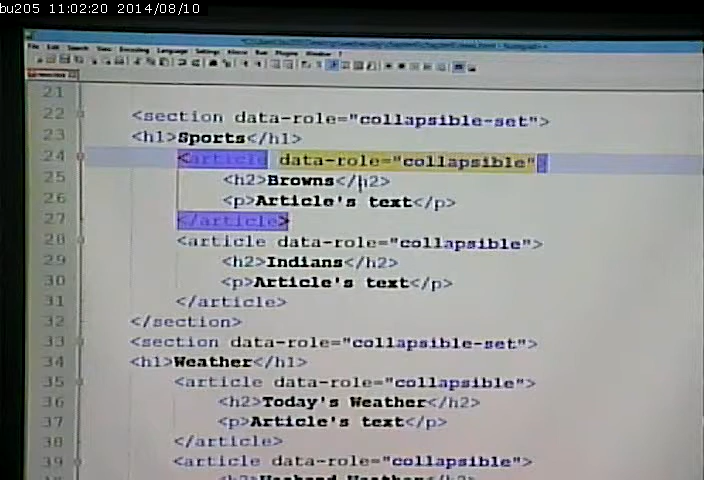 bu205 11:02:20 2014/08/10
21
22 <section data-role="collapsible-set">
23 <h1>Sports</h1>
24 <article data-role="collapsible">
25 <h2>Browns</h2>
26 <p>Article's text</p>
27 </article>
28 <article data-role="collapsible">
29 <h2>Indians</h2>
30 <p>Article's text</p>
31 </article>
32 </section>
33 <section data-role="collapsible-set">
34 <h1>Weather</h1>
35 <article data-role="collapsible">
36 <h2>Today's Weather</h2>
37 <p>Article's text</p>
38 </article>
39 <article data-role="collapsible">